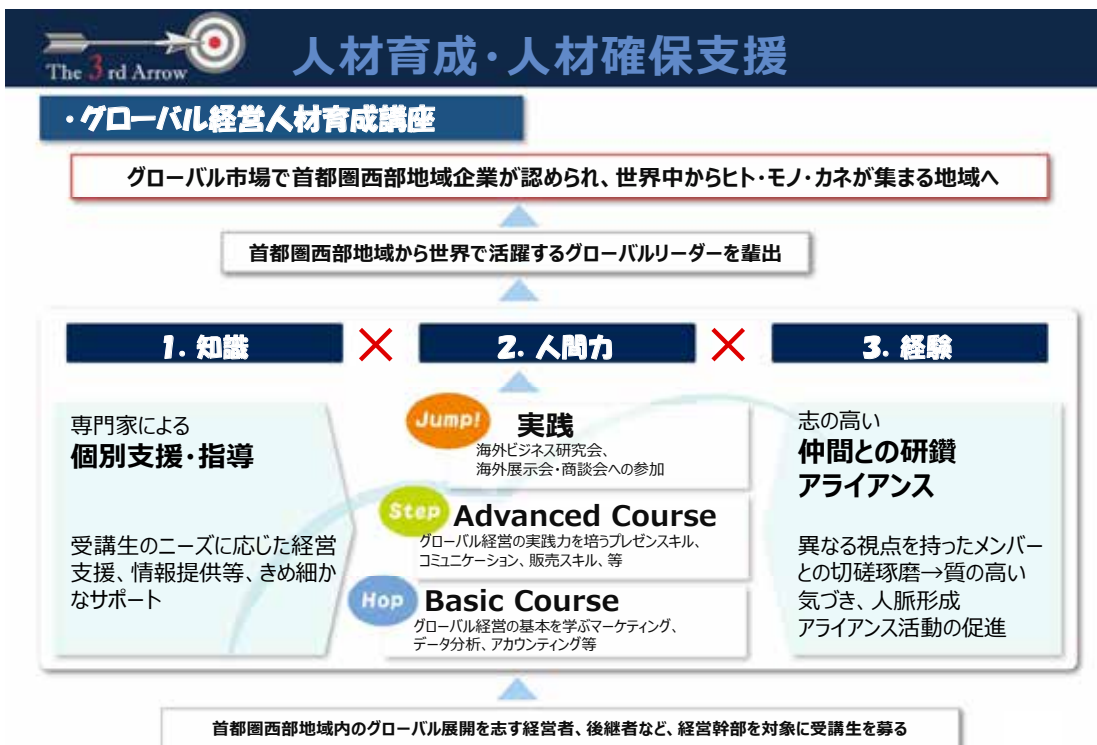 The 3rd Arrow
人材育成・人材確保支援
・グローバル経営人材育成講座
グローバル市場で首都圏西部地域企業が認められ、世界中からヒト・モノ・カネが集まる地域へ
首都圏西部地域から世界で活躍するグローバルリーダーを輩出
1. 知識
×
2. 人間力
×
3. 経験
専門家による
個別支援・指導
受講生のニーズに応じた経営
支援、情報提供等、きめ細か
なサポート
Jump!
実践
海外ビジネス研究会、
海外展示会・商談会への参加
Step
Advanced Course
グローバル経営の実践力を培うプレゼンスキル、
コミュニケーション、販売スキル、等
Hop
Basic Course
グローバル経営の基本を学ぶマーケティング、
データ分析、アカウンティング等
志の高い
仲間との研鑽
アライアンス
異なる視点を持ったメンバー
との切磋琢磨→質の高い
気づき、人脈形成
アライアンス活動の促進
首都圏西部地域内のグローバル展開を志す経営者、後継者など、経営幹部を対象に受講生を募る